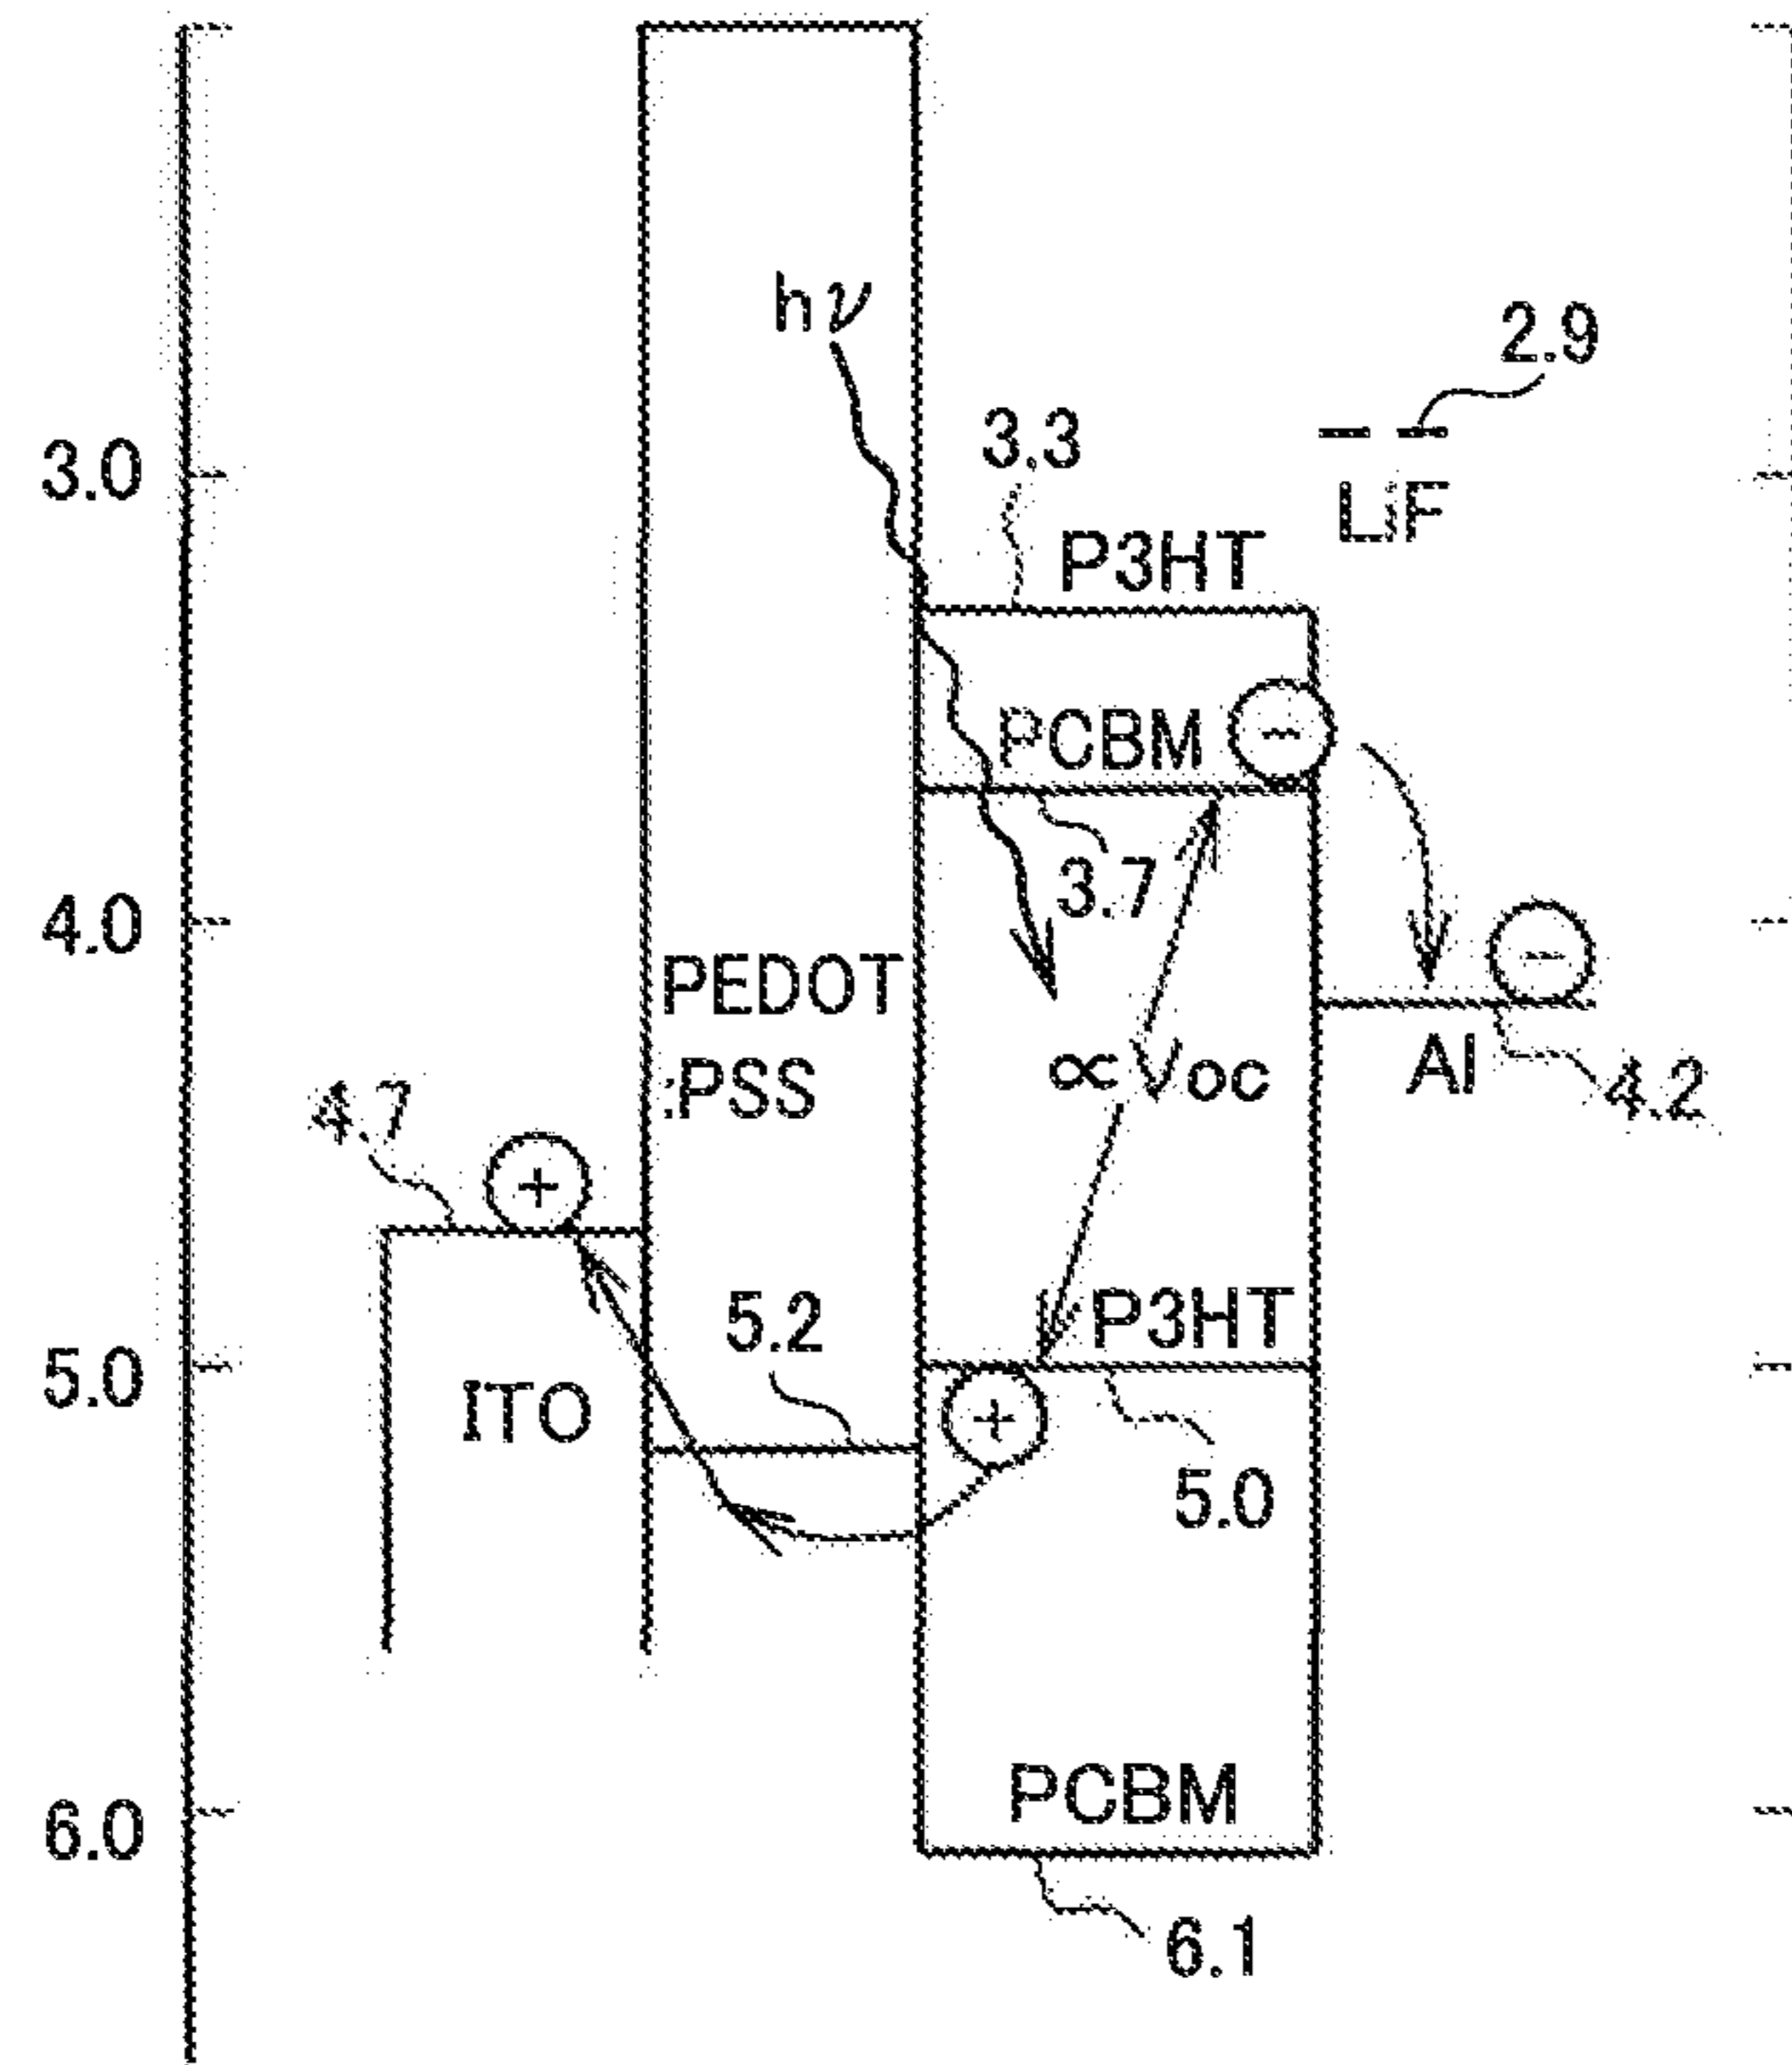 hν
2.9
3.0
3.3
LiF
P3HT
PCBM
3.7
4.0
PEDOT
:PSS
∝Voc
Al
4.2
4.7
+
−
−
5.2
P3HT
5.0
ITO
+
5.0
PCBM
6.0
6.1